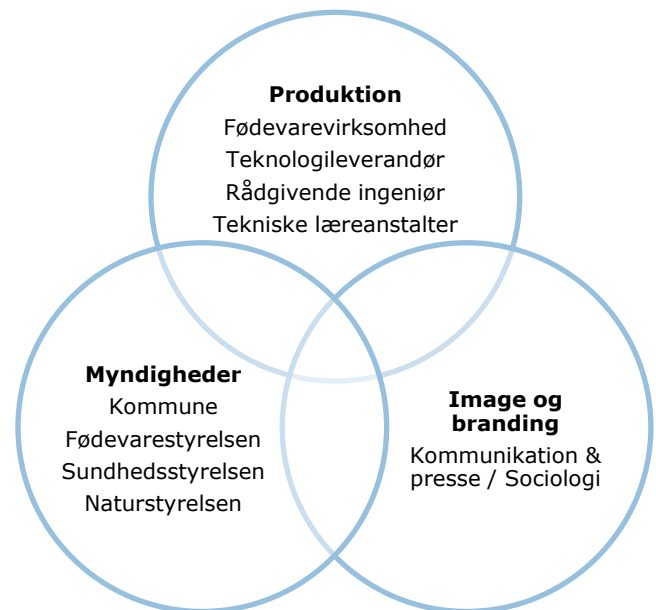 Produktion
Fødevarevirksomhed
Teknologileverandør
Rådgivende ingeniør
Tekniske læreanstalter
Myndigheder
Kommune
Fødevarestyrelsen
Sundhedsstyrelsen
Naturstyrelsen
Image og
branding
Kommunikation &
presse / Sociologi